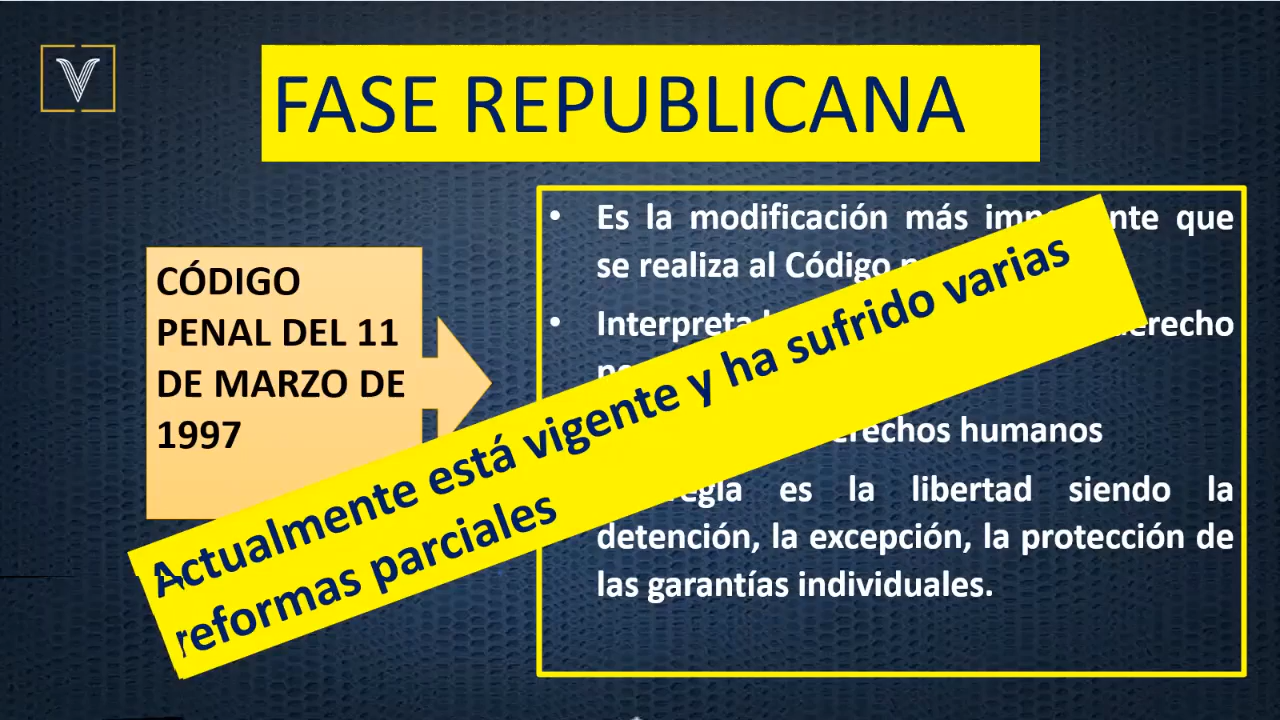 FASE REPUBLICANA
CÓDIGO
PENAL DEL 11
DE MARZO DE
1997
• Es la modificación más que
se realiza al Código
• Interpreta
derechos humanos
es la libertad siendo la
detención, la excepción, la protección de
las garantías individuales.
Actualmente está vigente y ha sufrido varias
reformas parciales